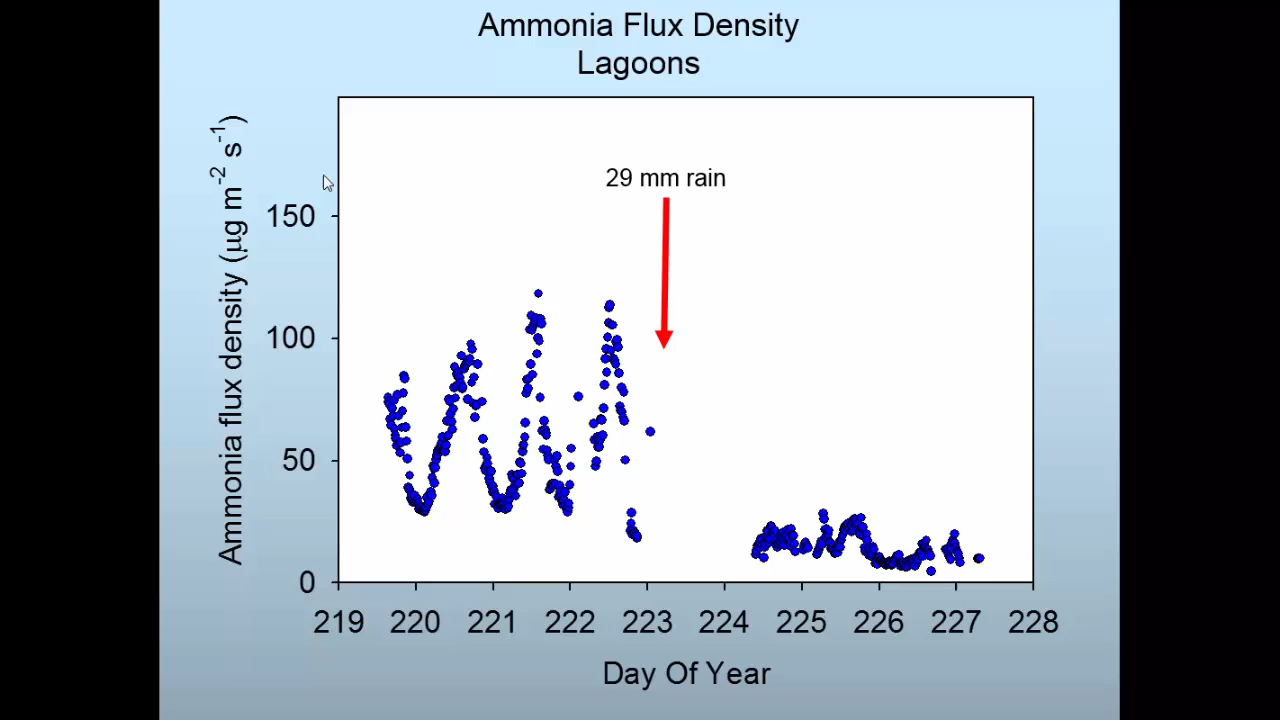 Ammonia Flux Density
Lagoons
Ammonia flux density (µg m-2 s-1)
29 mm rain
150
100
50
0
219 220 221 222 223 224 225 226 227 228
Day Of Year